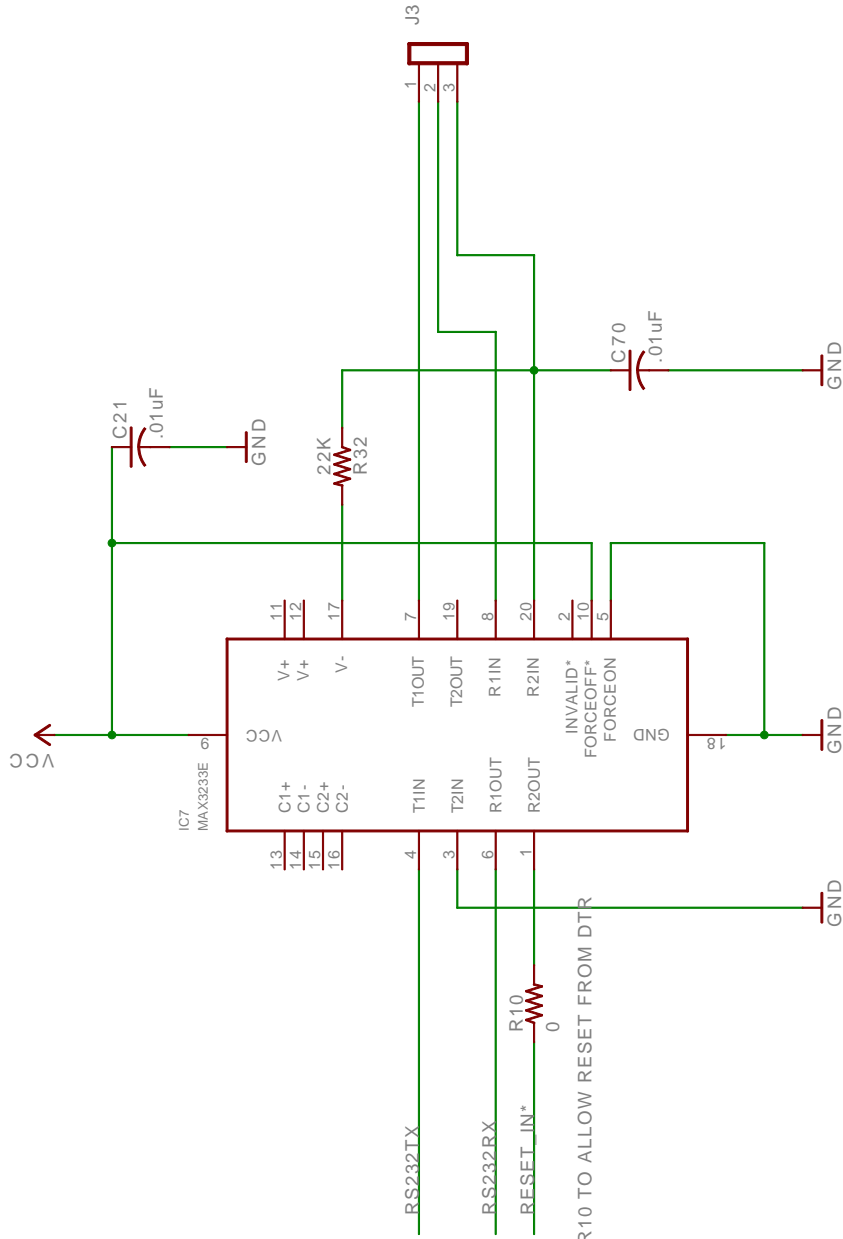 J3
1
2
3
C70
.01uF
GND
C21
.01uF
GND
22K
R32
11
12
17
7
19
8
20
2
10
5
V+
V+
V-
T1OUT
T2OUT
R1IN
R2IN
INVALID*
FORCEOFF*
FORCEON
VCC
9
VCC
GND
18
GND
IC7
MAX3233E
C1+
C1-
C2+
C2-
T1IN
T2IN
R1OUT
R2OUT
13
14
15
16
4
3
6
1
GND
R10
0
RS232TX
RS232RX
RESET_IN*
R10 TO ALLOW RESET FROM DTR